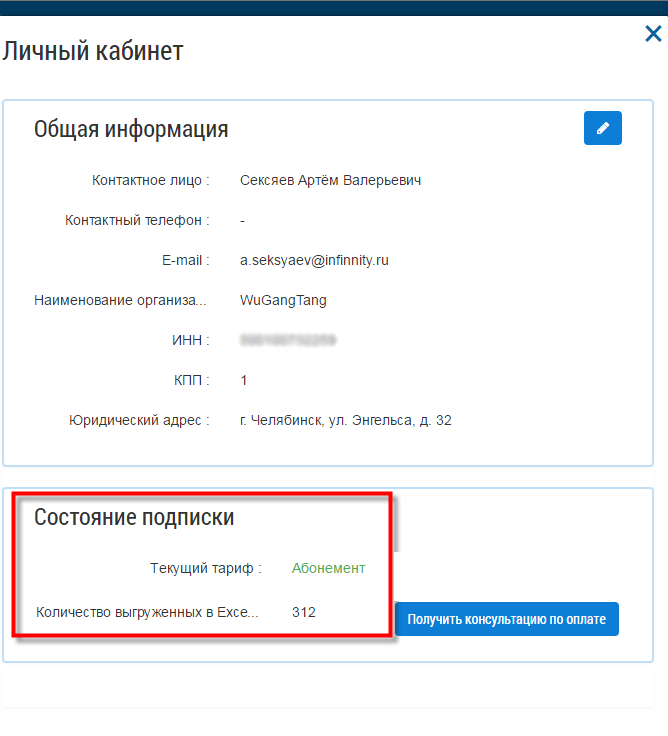 Личный кабинет
Общая информация
Контактное лицо : Сексяев Артём Валерьевич
Контактный телефон : -
E-mail : a.seksyaev@infinnity.ru
Наименование организа... WuGangTang
ИНН :
КПП : 1
Юридический адрес : г. Челябинск, ул. Энгельса, д. 32
Состояние подписки
Текущий тариф : Абонемент
Количество выгруженных в Exce... 312
Получить консультацию по оплате